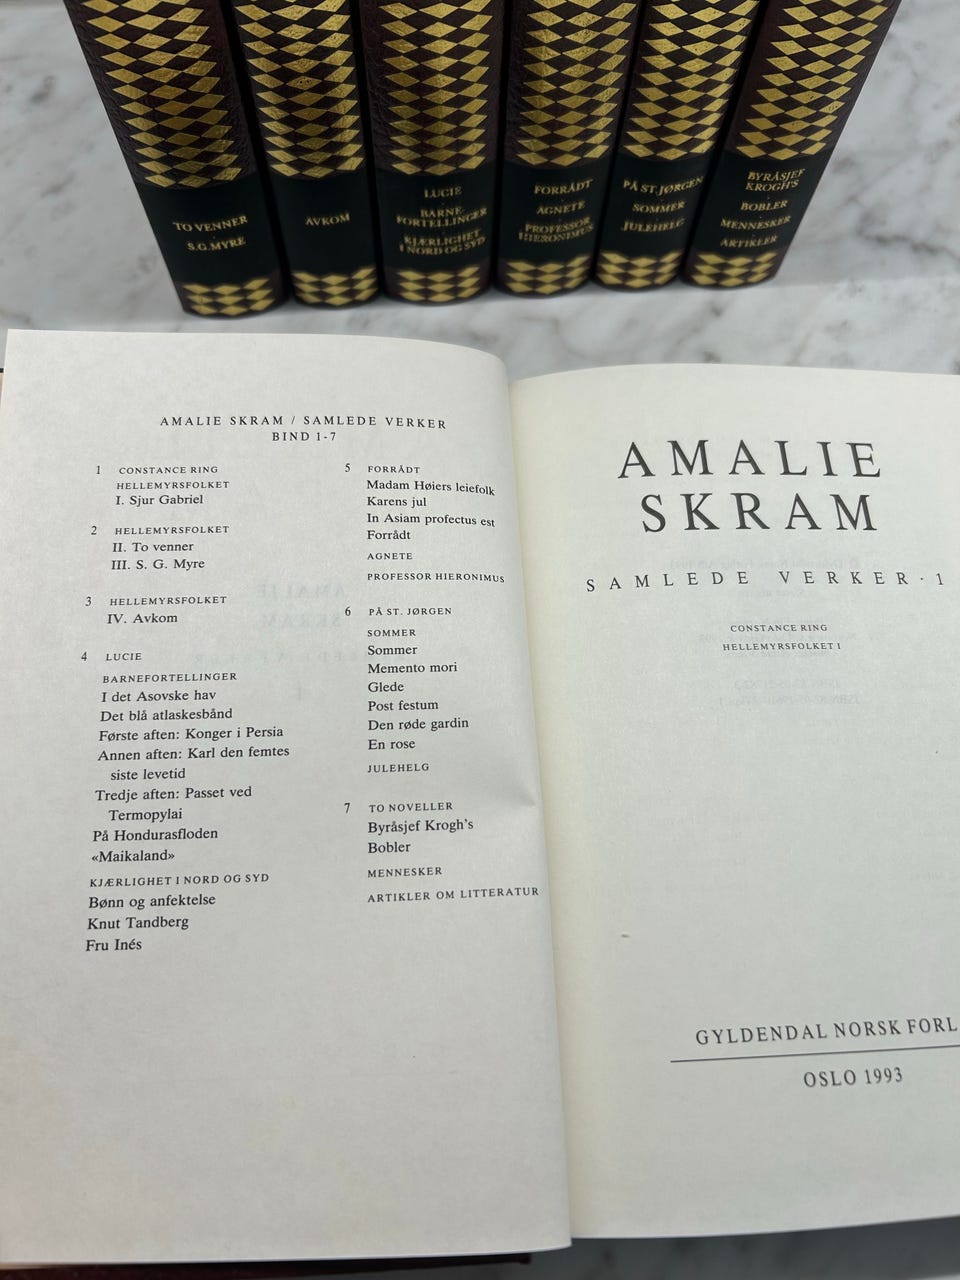 TO VENNER
S.G. MYRE
AVKOM
LUCIE
BARNE
FORTELLINGER
KJÆRLIGHET
I NORD OG SYD
FORRÅDT
AGNETE
PROFESSOR
HIERONIMUS
PÅ ST. JØRGEN
SOMMER
JULEHELG
BYRÅSJEF
KROGH'S
BOBLER
MENNESKER
ARTIKLER
AMALIE SKRAM / SAMLEDE VERKER
BIND 1-7
1 CONSTANCE RING
HELLEMYRSFOLKET
I. Sjur Gabriel
2 HELLEMYRSFOLKET
II. To venner
III. S. G. Myre
3 HELLEMYRSFOLKET
IV. Avkom
4 LUCIE
BARNEFORTELLINGER
I det Asovske hav
Det blå atlaskesbånd
Første aften: Konger i Persia
Annen aften: Karl den femtes
siste levetid
Tredje aften: Passet ved
Termopylai
På Hondurasfloden
«Maikaland»
KJÆRLIGHET I NORD OG SYD
Bønn og anfektelse
Knut Tandberg
Fru Inés
5 FORRÅDT
Madam Høiers leiefolk
Karens jul
In Asiam profectus est
Forrådt
AGNETE
PROFESSOR HIERONIMUS
6 PÅ ST. JØRGEN
SOMMER
Sommer
Memento mori
Glede
Post festum
Den røde gardin
En rose
JULEHELG
7 TO NOVELLER
Byråsjef Krogh's
Bobler
MENNESKER
ARTIKLER OM LITTERATUR
AMALIE
SKRAM
SAMLEDE VERKER · 1
CONSTANCE RING
HELLEMYRSFOLKET I
GYLDENDAL NORSK FORL
OSLO 1993